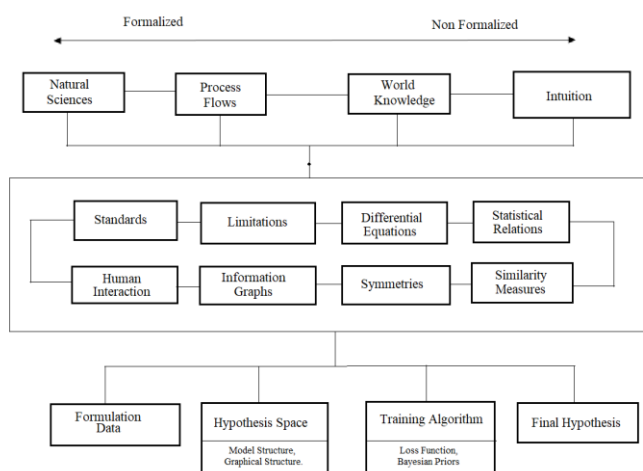 Formalized
Non Formalized
Natural
Sciences
Process
Flows
World
Knowledge
Intuition
Standards
Limitations
Differential
Equations
Statistical
Relations
Human
Interaction
Information
Graphs
Symmetries
Similarity
Measures
Formulation
Data
Hypothesis Space
Model Structure,
Graphical Structure.
Training Algorithm
Loss Function,
Bayesian Priors
Final Hypothesis